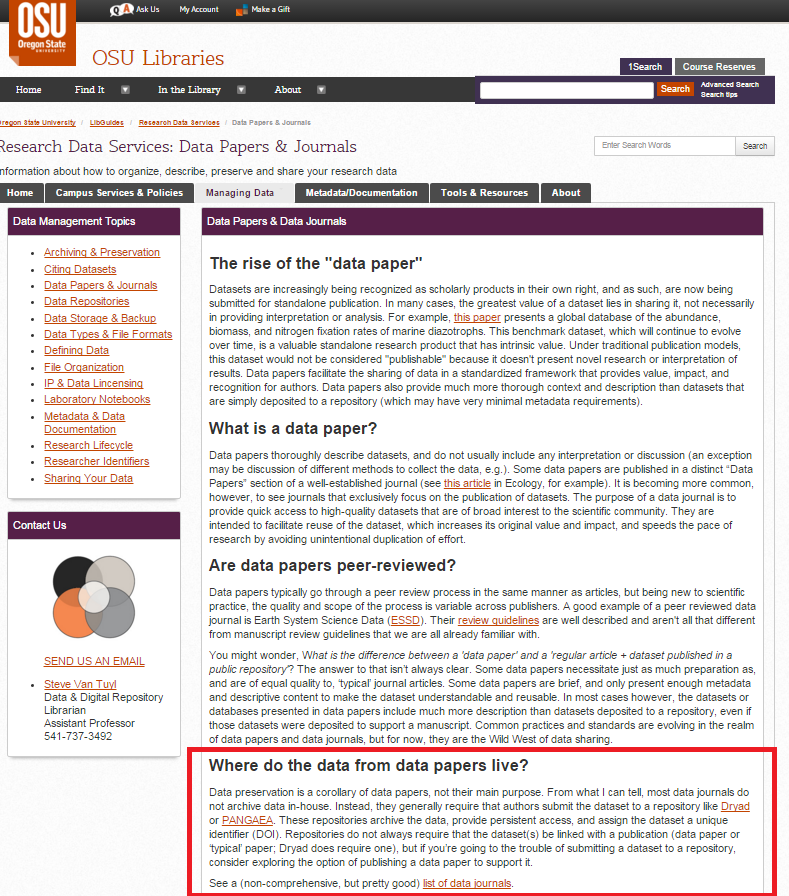 Ask Us
My Account
Make a Gift
OSU
Oregon State
UNIVERSITY
OSU Libraries
1Search
Course Reserves
Home
Find It
In the Library
About
Search
Advanced Search
Search tips
Oregon State University / LibGuides / Research Data Services / Data Papers & Journals
Research Data Services: Data Papers & Journals
Enter Search Words
Search
nformation about how to organize, describe, preserve and share your research data
Home
Campus Services & Policies
Managing Data
Metadata/Documentation
Tools & Resources
About
Data Management Topics
Archiving & Preservation
Citing Datasets
Data Papers & Journals
Data Repositories
Data Storage & Backup
Data Types & File Formats
Defining Data
File Organization
IP & Data Lincensing
Laboratory Notebooks
Metadata & Data
Documentation
Research Lifecycle
Researcher Identifiers
Sharing Your Data
Contact Us
SEND US AN EMAIL
Steve Van Tuyl
Data & Digital Repository
Librarian
Assistant Professor
541-737-3492
Data Papers & Data Journals
The rise of the "data paper"
Datasets are increasingly being recognized as scholarly products in their own right, and as such, are now being
submitted for standalone publication. In many cases, the greatest value of a dataset lies in sharing it, not necessarily
in providing interpretation or analysis. For example, this paper presents a global database of the abundance,
biomass, and nitrogen fixation rates of marine diazotrophs. This benchmark dataset, which will continue to evolve
over time, is a valuable standalone research product that has intrinsic value. Under traditional publication models,
this dataset would not be considered "publishable" because it doesn't present novel research or interpretation of
results. Data papers facilitate the sharing of data in a standardized framework that provides value, impact, and
recognition for authors. Data papers also provide much more thorough context and description than datasets that
are simply deposited to a repository (which may have very minimal metadata requirements).
What is a data paper?
Data papers thoroughly describe datasets, and do not usually include any interpretation or discussion (an exception
may be discussion of different methods to collect the data, e.g.). Some data papers are published in a distinct “Data
Papers” section of a well-established journal (see this article in Ecology, for example). It is becoming more common,
however, to see journals that exclusively focus on the publication of datasets. The purpose of a data journal is to
provide quick access to high-quality datasets that are of broad interest to the scientific community. They are
intended to facilitate reuse of the dataset, which increases its original value and impact, and speeds the pace of
research by avoiding unintentional duplication of effort.
Are data papers peer-reviewed?
Data papers typically go through a peer review process in the same manner as articles, but being new to scientific
practice, the quality and scope of the process is variable across publishers. A good example of a peer reviewed data
journal is Earth System Science Data (ESSD). Their review guidelines are well described and aren't all that different
from manuscript review guidelines that we are all already familiar with.
You might wonder, What is the difference between a 'data paper' and a 'regular article + dataset published in a
public repository'? The answer to that isn't always clear. Some data papers necessitate just as much preparation as,
and are of equal quality to, ‘typical’ journal articles. Some data papers are brief, and only present enough metadata
and descriptive content to make the dataset understandable and reusable. In most cases however, the datasets or
databases presented in data papers include much more description than datasets deposited to a repository, even if
those datasets were deposited to support a manuscript. Common practices and standards are evolving in the realm
of data papers and data journals, but for now, they are the Wild West of data sharing.
Where do the data from data papers live?
Data preservation is a corollary of data papers, not their main purpose. From what I can tell, most data journals do
not archive data in-house. Instead, they generally require that authors submit the dataset to a repository like Dryad
or PANGAEA. These repositories archive the data, provide persistent access, and assign the dataset a unique
identifier (DOI). Repositories do not always require that the dataset(s) be linked with a publication (data paper or
‘typical’ paper; Dryad does require one), but if you're going to the trouble of submitting a dataset to a repository,
consider exploring the option of publishing a data paper to support it.
See a (non-comprehensive, but pretty good) list of data journals.